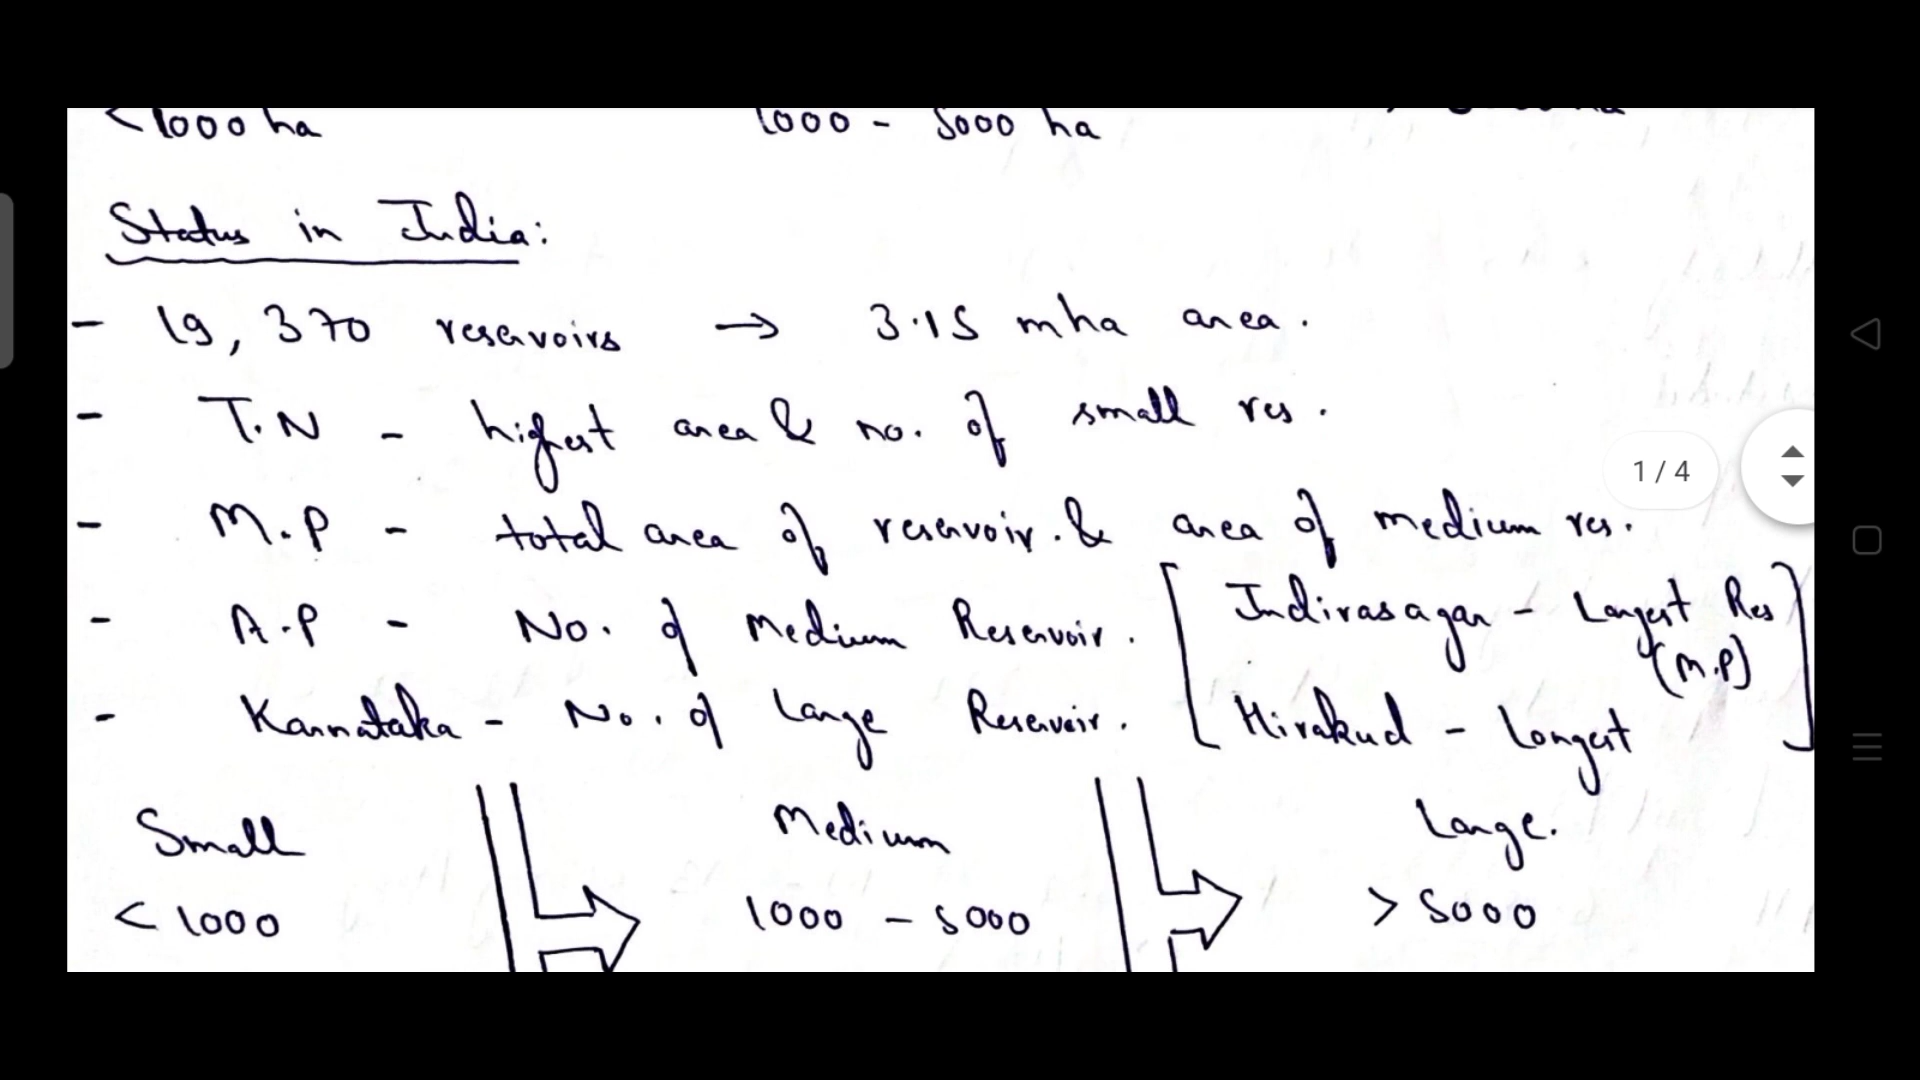 <1000 ha 1000 - 5000 ha
Status in India:
- 19,370 reservoirs → 3.15 mha area.
- T.N - highest area & no. of small res.
1 / 4
- M.P - total area of reservoir. & area of medium res.
- A.P - No. of Medium Reservoir. [Indirasagar - Largest Res
(M.P)]
- Karnataka - No. of Large Reservoir. [Hirakud - Longest]
Small Medium Large.
<1000 1000 - 5000 > 5000